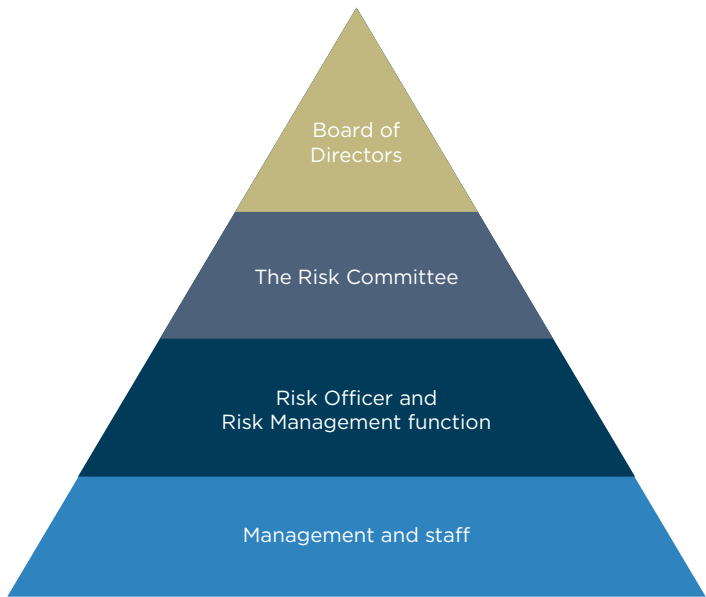 Board of
Directors
The Risk Committee
Risk Officer and
Risk Management function
Management and staff